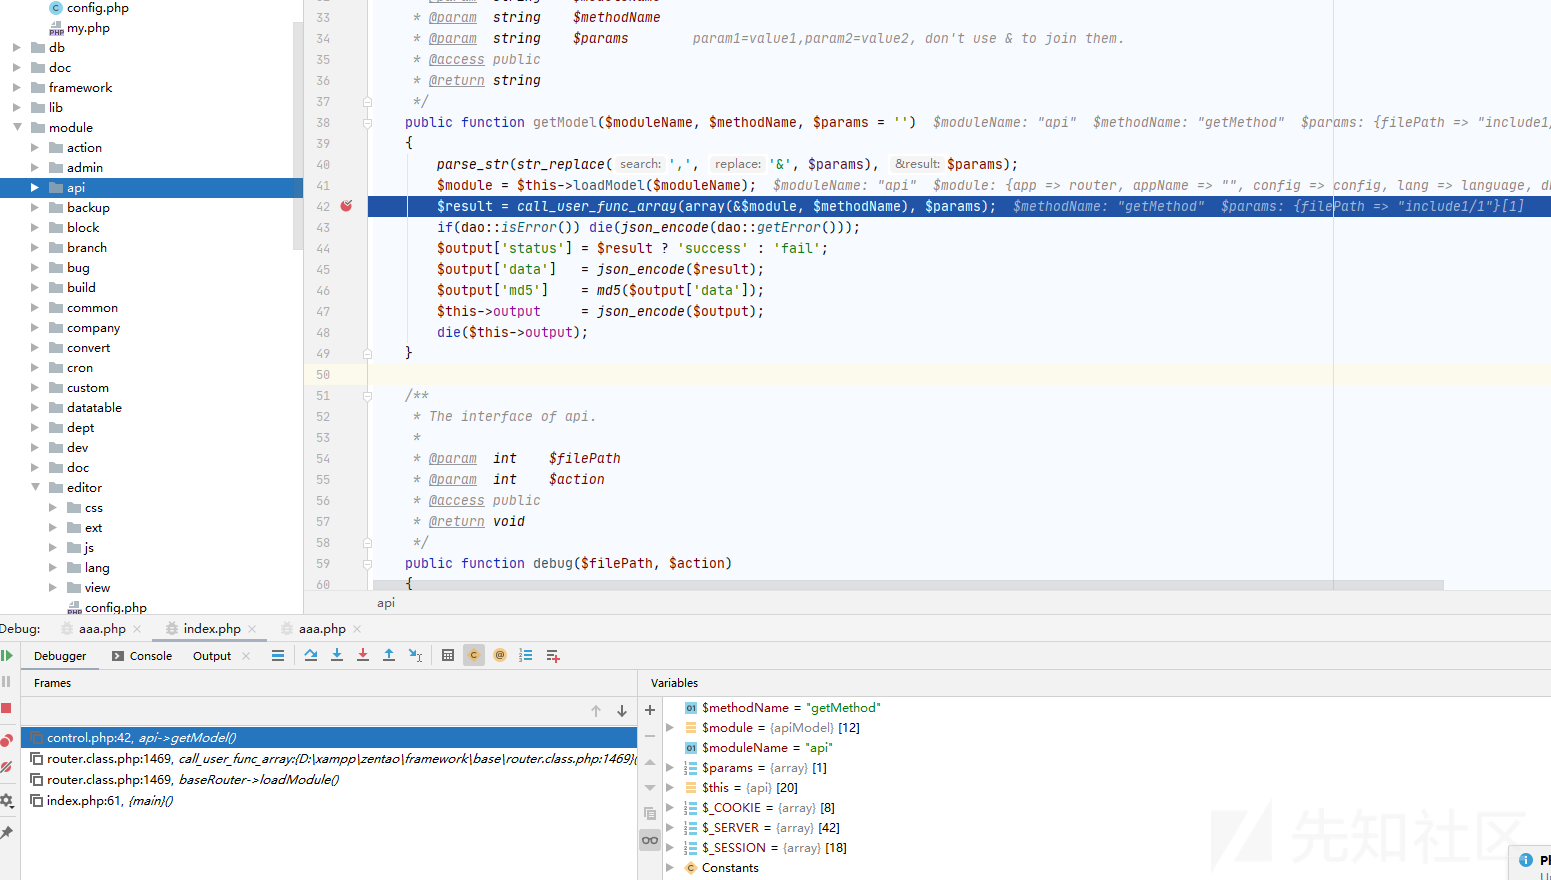 config.php
my.php
db
doc
framework
lib
module
action
admin
api
backup
block
branch
bug
build
common
company
convert
cron
custom
datatable
dept
dev
doc
editor
css
ext
js
lang
view
config.php
33 * @param string $methodName
34 * @param string $params param1=value1,param2=value2, don't use & to join them.
35 * @access public
36 * @return string
37 */
38 public function getModel($moduleName, $methodName, $params = '') $moduleName: "api" $methodName: "getMethod" $params: {filePath => "include1/
39 {
40 parse_str(str_replace( search: ',', replace: '&', $params), &result: $params);
41 $module = $this->loadModel($moduleName); $moduleName: "api" $module: {app => router, appName => "", config => config, lang => language, d
42 $result = call_user_func_array(array(&$module, $methodName), $params); $methodName: "getMethod" $params: {filePath => "include1/1"}[1]
43 if(dao::isError()) die(json_encode(dao::getError()));
44 $output['status'] = $result ? 'success' : 'fail';
45 $output['data'] = json_encode($result);
46 $output['md5'] = md5($output['data']);
47 $this->output = json_encode($output);
48 die($this->output);
49 }
50
51 /**
52 * The interface of api.
53 *
54 * @param int $filePath
55 * @param int $action
56 * @access public
57 * @return void
58 */
59 public function debug($filePath, $action)
60 {
api
Debug: aaa.php index.php aaa.php
Debugger Console Output
Frames
control.php:42, api->getModel()
router.class.php:1469, call_user_func_array:{D:\xampp\zentao\framework\base\router.class.php:1469}(
router.class.php:1469, baseRouter->loadModule()
index.php:61, {main}()
Variables
$methodName = "getMethod"
$module = {apiModel} [12]
$moduleName = "api"
$params = {array} [1]
$this = {api} [20]
$_COOKIE = {array} [8]
$_SERVER = {array} [42]
$_SESSION = {array} [18]
Constants
先知社区